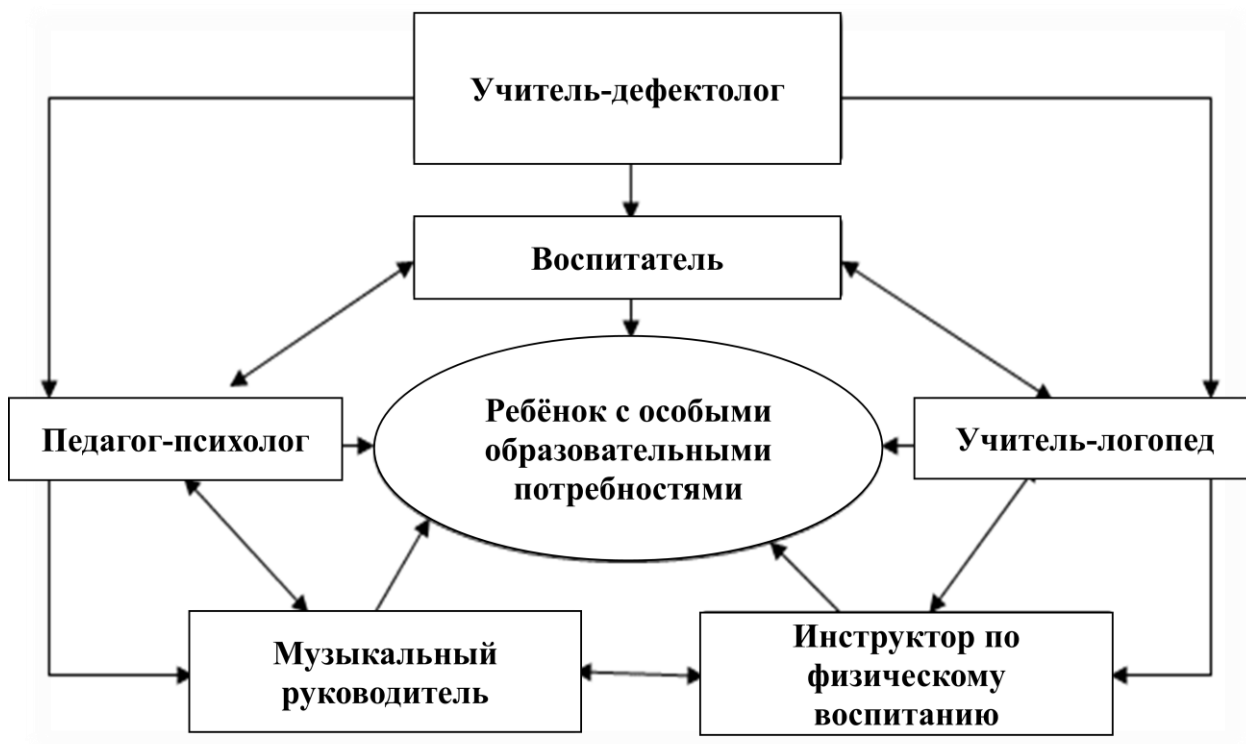 Учитель-дефектолог
Воспитатель
Педагог-психолог
Ребёнок с особыми
образовательными
потребностями
Учитель-логопед
Музыкальный
руководитель
Инструктор по
физическому
воспитанию